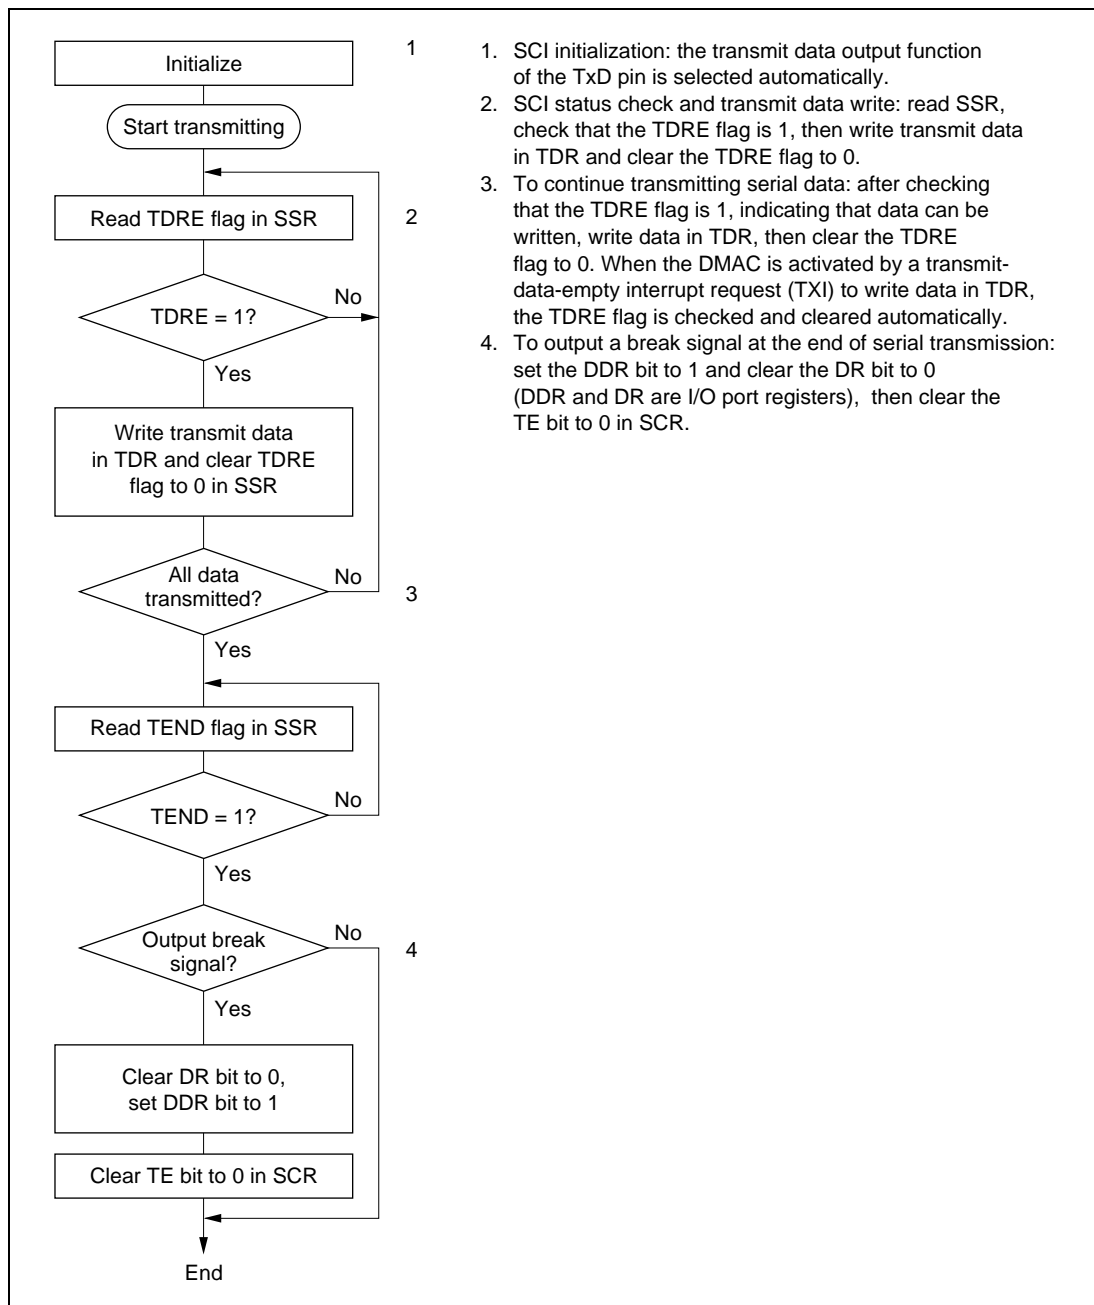 Initialize
1
Start transmitting
Read TDRE flag in SSR
2
TDRE = 1?
No
Yes
Write transmit data
in TDR and clear TDRE
flag to 0 in SSR
All data
transmitted?
No
3
Yes
Read TEND flag in SSR
TEND = 1?
No
Yes
Output break
signal?
No
4
Yes
Clear DR bit to 0,
set DDR bit to 1
Clear TE bit to 0 in SCR
End
1. SCI initialization: the transmit data output function
of the TxD pin is selected automatically.
2. SCI status check and transmit data write: read SSR,
check that the TDRE flag is 1, then write transmit data
in TDR and clear the TDRE flag to 0.
3. To continue transmitting serial data: after checking
that the TDRE flag is 1, indicating that data can be
written, write data in TDR, then clear the TDRE
flag to 0. When the DMAC is activated by a transmit-
data-empty interrupt request (TXI) to write data in TDR,
the TDRE flag is checked and cleared automatically.
4. To output a break signal at the end of serial transmission:
set the DDR bit to 1 and clear the DR bit to 0
(DDR and DR are I/O port registers), then clear the
TE bit to 0 in SCR.